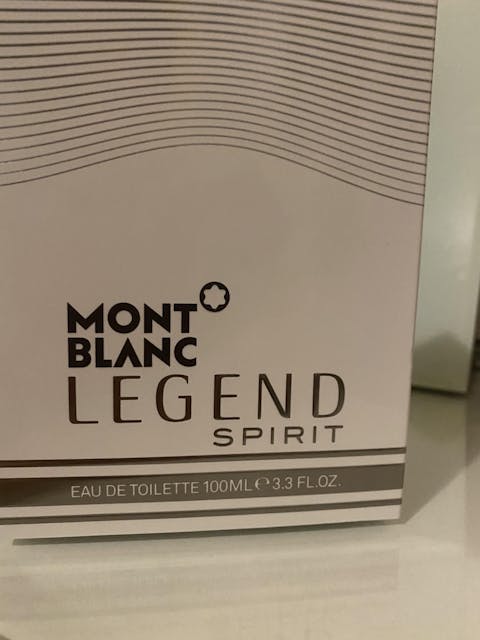 MONT
BLANC
LEGEND
SPIRIT
EAU DE TOILETTE 100ML ℮ 3.3 FL.OZ.